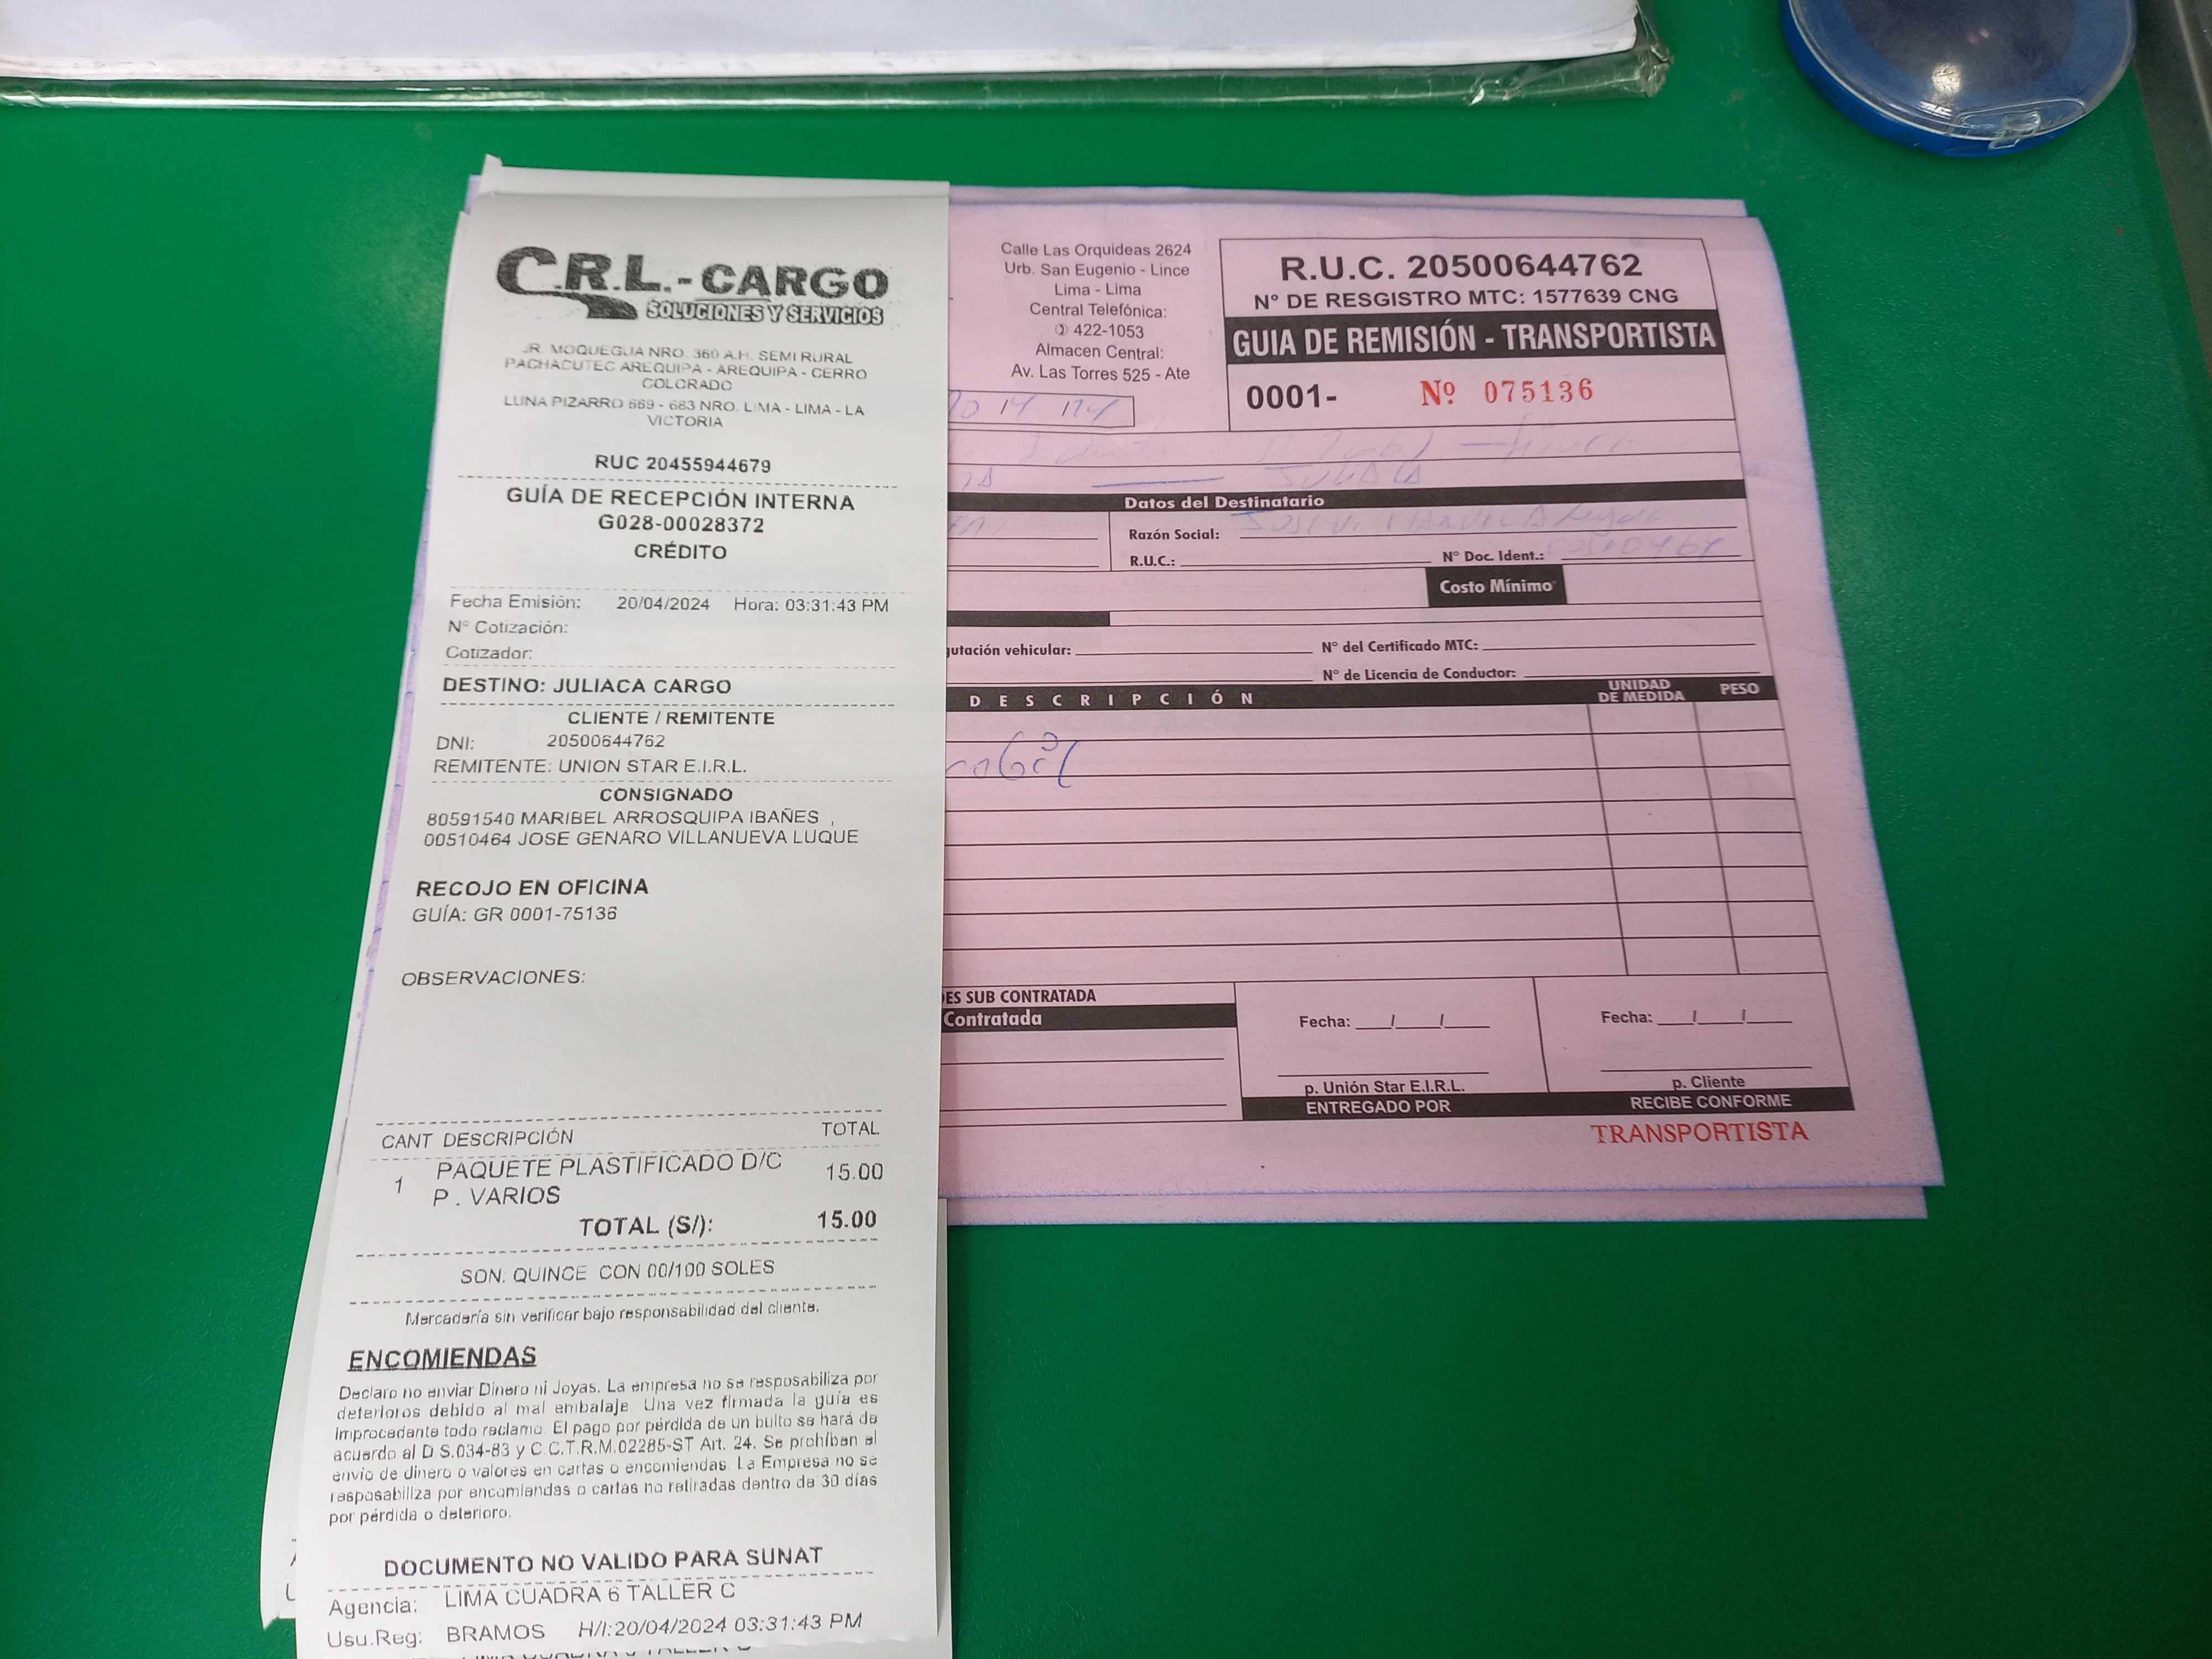 C.R.L.-CARGO
SOLUCIONES Y SERVICIOS
JR. MOQUEGUA NRO. 360 A.H. SEMI RURAL
PACHACUTEC AREQUIPA - AREQUIPA - CERRO
COLORADO
LUNA PIZARRO 669 - 683 NRO. LIMA - LIMA - LA
VICTORIA
RUC 20455944679
GUÍA DE RECEPCIÓN INTERNA
G028-00028372
CRÉDITO
Fecha Emisión: 20/04/2024 Hora: 03:31:43 PM
N° Cotización:
Cotizador:
DESTINO: JULIACA CARGO
CLIENTE / REMITENTE
DNI: 20500644762
REMITENTE: UNION STAR E.I.R.L.
CONSIGNADO
80591540 MARIBEL ARROSQUIPA IBAÑES ,
00510464 JOSE GENARO VILLANUEVA LUQUE
RECOJO EN OFICINA
GUÍA: GR 0001-75136
OBSERVACIONES:
CANT DESCRIPCIÓN TOTAL
1 PAQUETE PLASTIFICADO D/C 15.00
P . VARIOS
TOTAL (S/): 15.00
SON: QUINCE CON 00/100 SOLES
Mercadería sin verificar bajo responsabilidad del cliente.
ENCOMIENDAS
Declaro no enviar Dinero ni Joyas. La empresa no se resposabiliza por
deterioros debido al mal embalaje. Una vez firmada la guía es
improcedente todo reclamo. El pago por pérdida de un bulto se hará de
acuerdo al D.S.034-83 y C.C.T.R.M.02285-ST Art. 24. Se prohíban el
envío de dinero o valores en cartas o encomiendas. La Empresa no se
resposabiliza por encomiendas o cartas no retiradas dentro de 30 días
por pérdida o deterioro.
DOCUMENTO NO VALIDO PARA SUNAT
Agencia: LIMA CUADRA 6 TALLER C
Usu.Reg: BRAMOS H/I:20/04/2024 03:31:43 PM
Calle Las Orquideas 2624
Urb. San Eugenio - Lince
Lima - Lima
Central Telefónica:
422-1053
Almacen Central:
Av. Las Torres 525 - Ate
R.U.C. 20500644762
N° DE RESGISTRO MTC: 1577639 CNG
GUIA DE REMISIÓN - TRANSPORTISTA
0001- Nº 075136
JULIACA
Datos del Destinatario
Razón Social:
R.U.C.: N° Doc. Ident.: 00510464
Costo Mínimo
utación vehicular: N° del Certificado MTC:
N° de Licencia de Conductor:
DESCRIPCIÓN UNIDAD DE MEDIDA PESO
ES SUB CONTRATADA
Contratada
Fecha: / /
p. Unión Star E.I.R.L.
ENTREGADO POR
Fecha: / /
p. Cliente
RECIBE CONFORME
TRANSPORTISTA